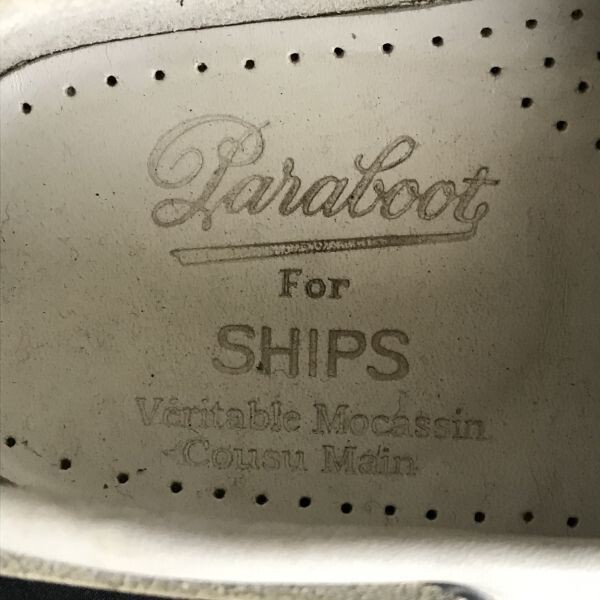 Paraboot
For
SHIPS
Véritable Mocassin
Cousu Main